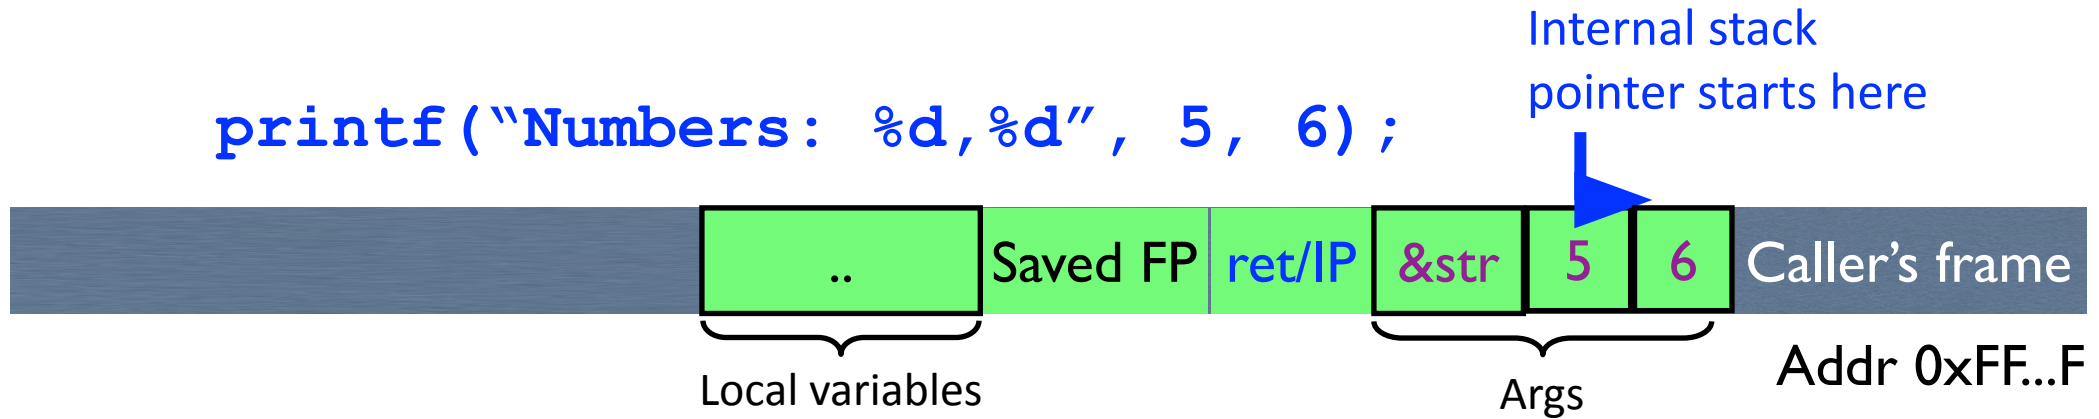 Internal stack
pointer starts here
printf(“Numbers: %d,%d”, 5, 6);
.. Saved FP ret/IP &str 5 6 Caller’s frame
Addr 0xFF...F
Local variables
Args